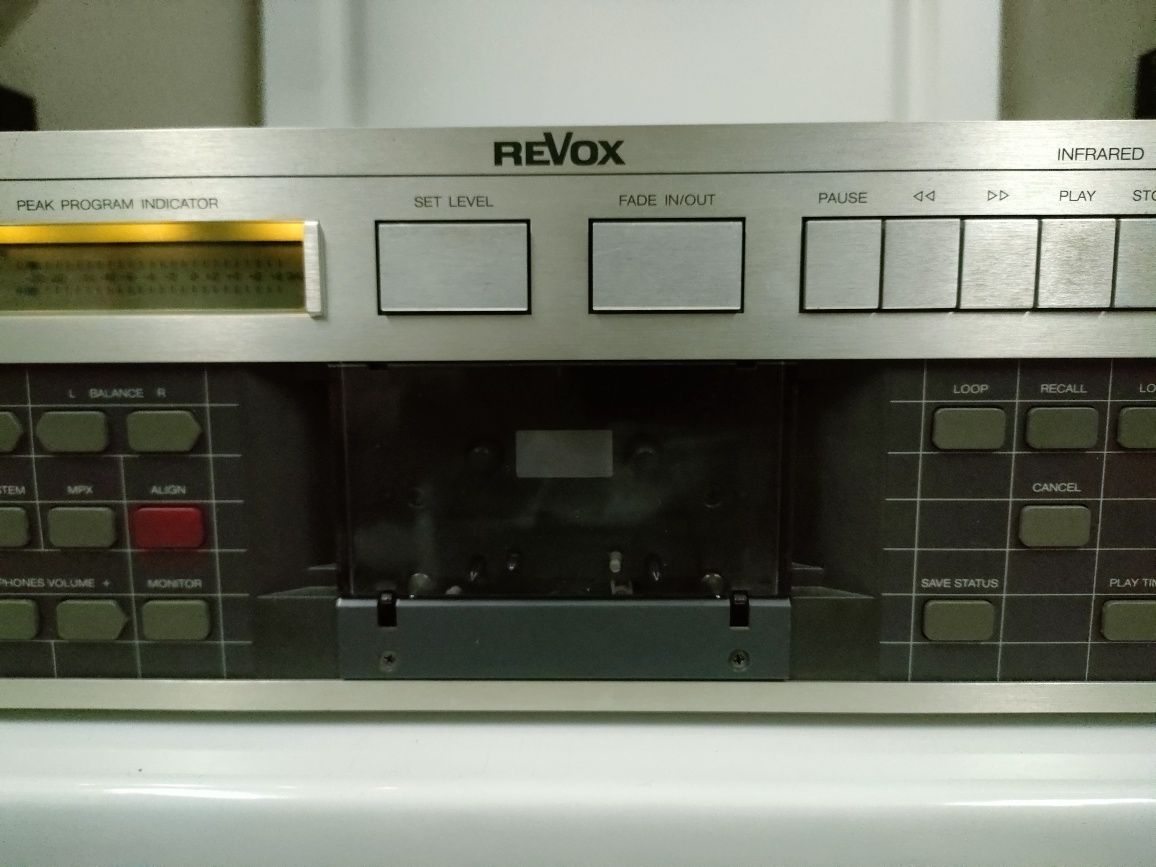 REVOX
INFRARED
PEAK PROGRAM INDICATOR
SET LEVEL
FADE IN/OUT
PAUSE
PLAY
L BALANCE R
LOOP
RECALL
MPX
ALIGN
CANCEL
VOLUME +
MONITOR
SAVE STATUS
PLAY